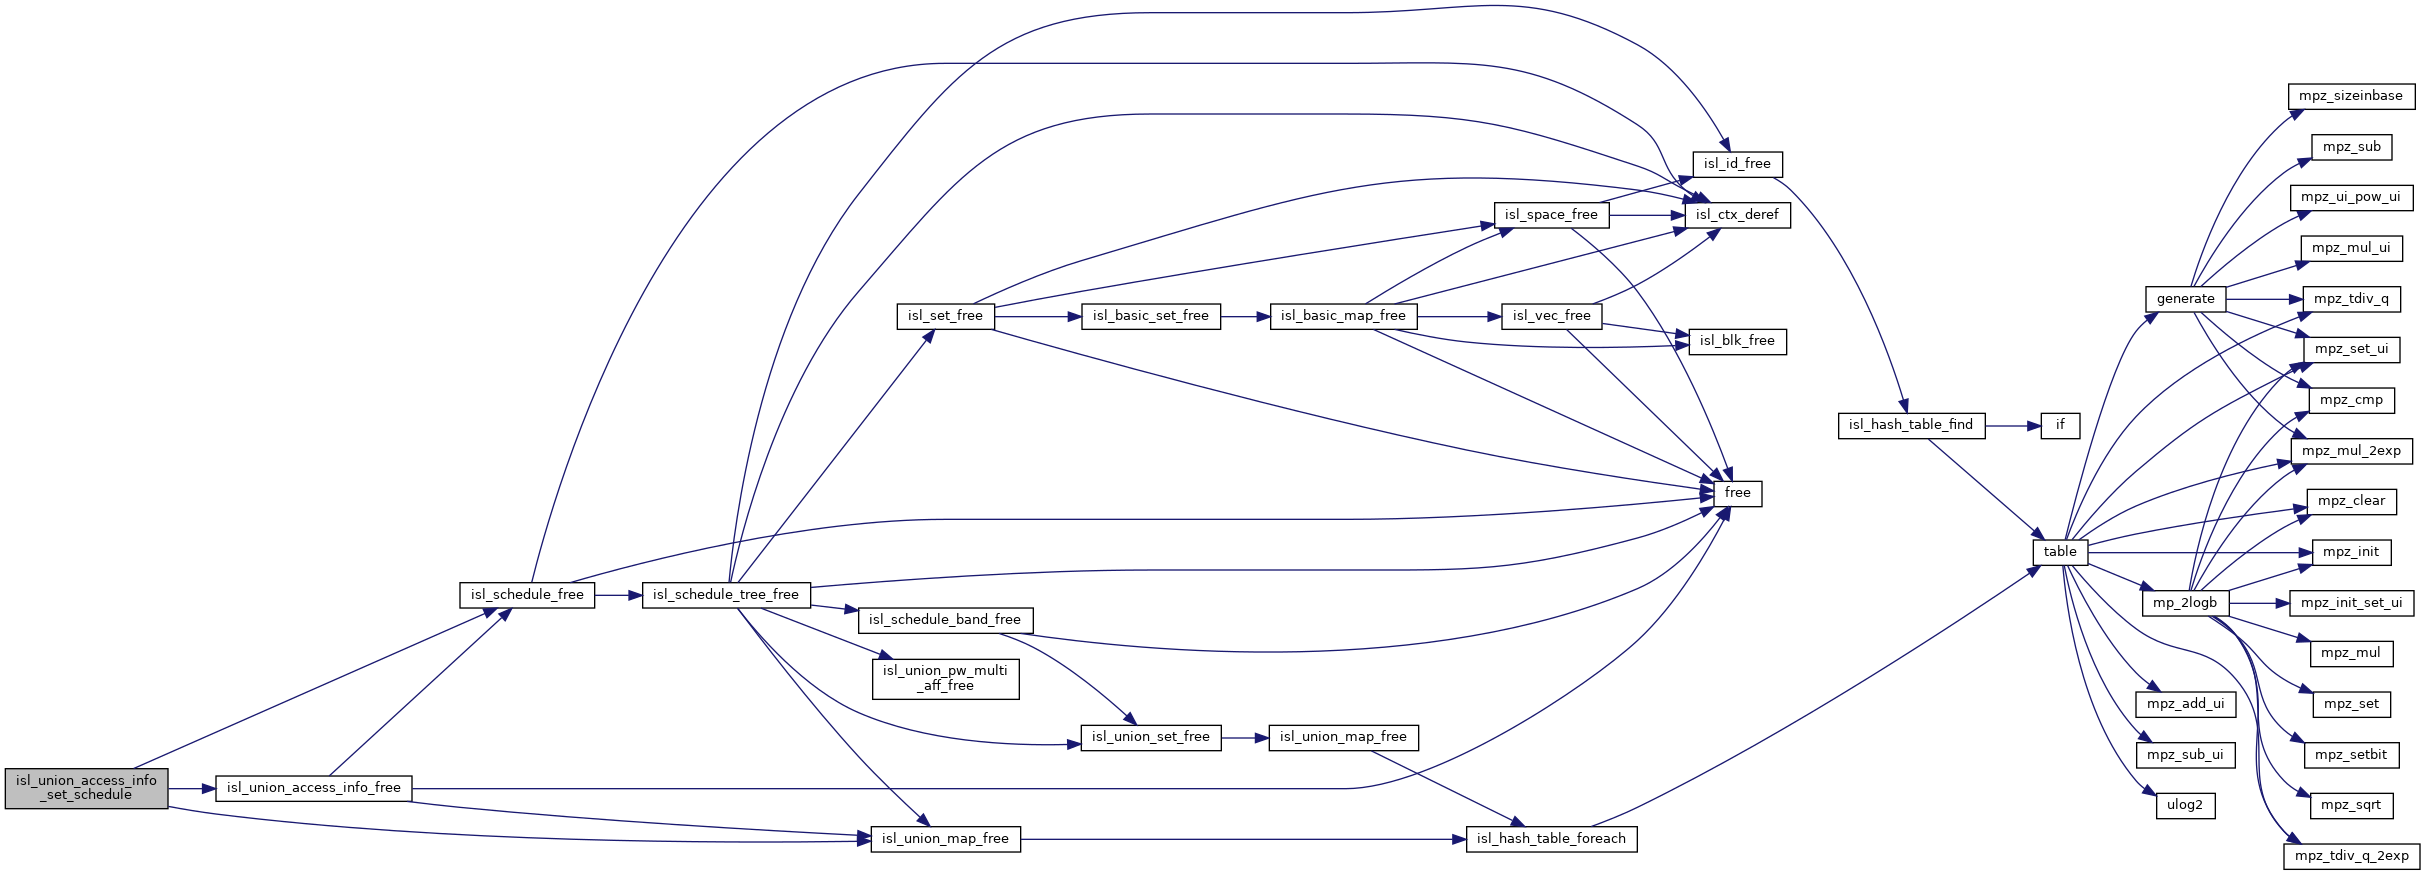 isl_union_access_info
_set_schedule
isl_union_access_info_free
isl_schedule_free
isl_schedule_tree_free
isl_set_free
isl_schedule_band_free
isl_union_pw_multi
_aff_free
isl_union_map_free
isl_basic_set_free
isl_union_set_free
isl_basic_map_free
isl_union_map_free
isl_space_free
isl_vec_free
isl_hash_table_foreach
isl_id_free
isl_ctx_deref
isl_blk_free
free
isl_hash_table_find
if
table
generate
mp_2logb
mpz_add_ui
mpz_sub_ui
ulog2
mpz_sizeinbase
mpz_sub
mpz_ui_pow_ui
mpz_mul_ui
mpz_tdiv_q
mpz_set_ui
mpz_cmp
mpz_mul_2exp
mpz_clear
mpz_init
mpz_init_set_ui
mpz_mul
mpz_set
mpz_setbit
mpz_sqrt
mpz_tdiv_q_2exp